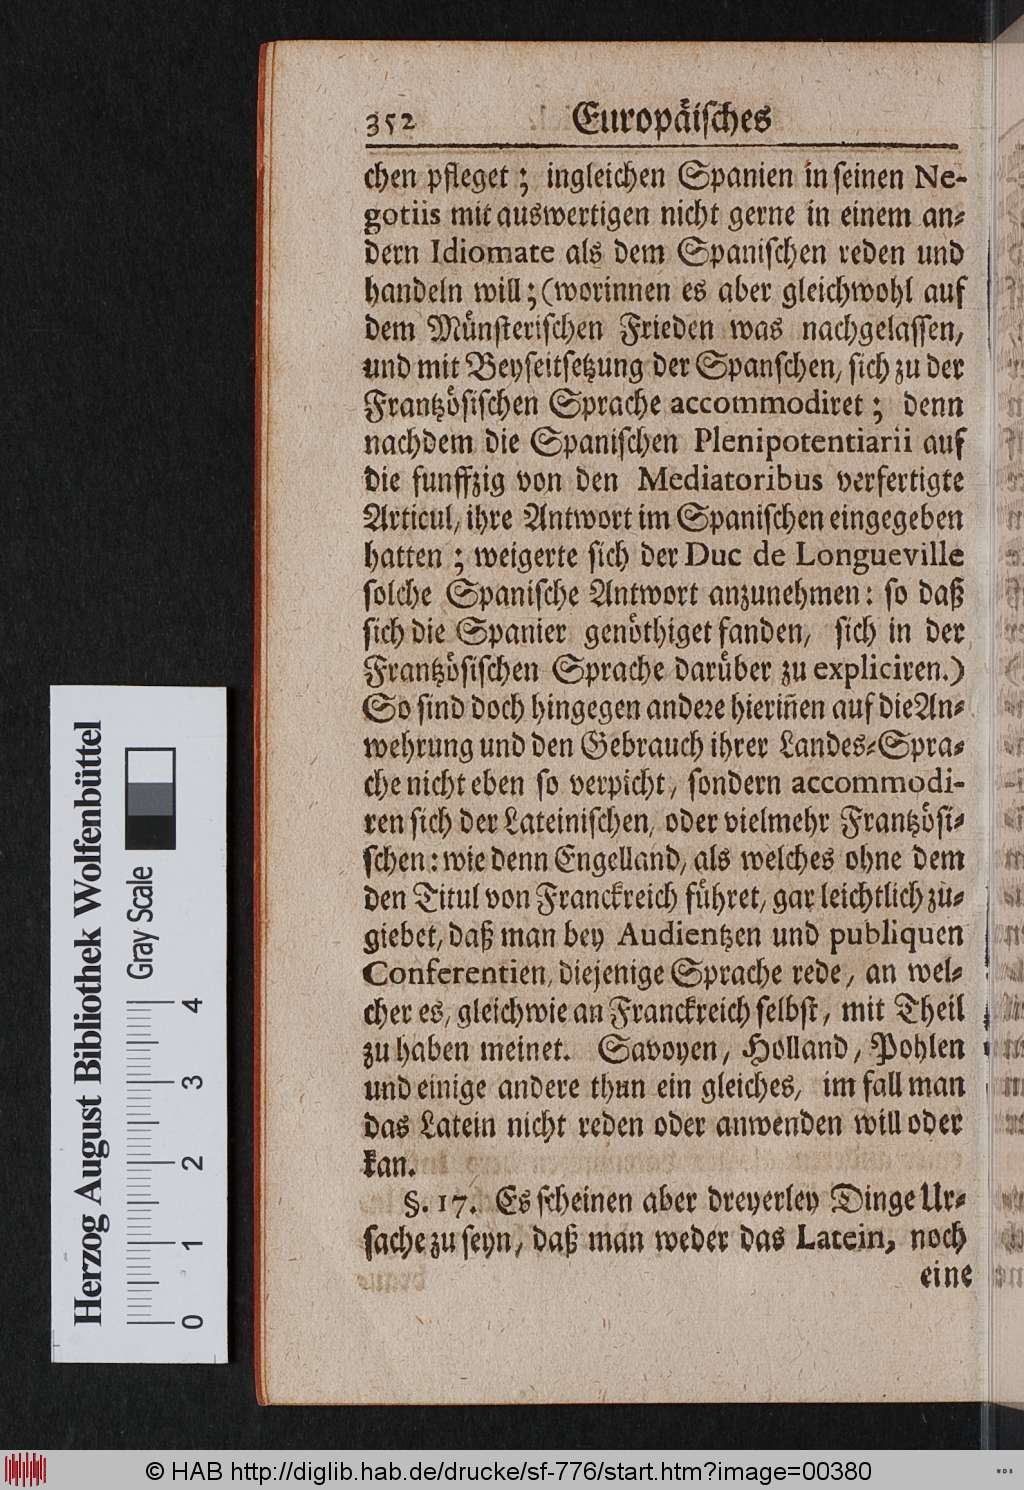 352 Europäisches
chen pfleget; ingleichen Spanien in seinen Ne-
gotiis mit auswertigen nicht gerne in einem an-
dern Idiomate als dem Spanischen reden und
handeln will; (worinnen es aber gleichwohl auf
dem Münsterischen Frieden was nachgelassen,
und mit Beyseitsetzung der Spanschen, sich zu der
Frantzösischen Sprache accommodiret; denn
nachdem die Spanischen Plenipotentiarii auf
die funffzig von den Mediatoribus verfertigte
Articul, ihre Antwort im Spanischen eingegeben
hatten; weigerte sich der Duc de Longueville
solche Spanische Antwort anzunehmen: so daß
sich die Spanier genöthiget fanden, sich in der
Frantzösischen Sprache darüber zu expliciren.)
So sind doch hingegen andere hieriñen auf die An-
wehrung und den Gebrauch ihrer Landes-Spra-
che nicht eben so verpicht, sondern accommodi-
ren sich der Lateinischen, oder vielmehr Frantzösi-
schen: wie denn Engelland, als welches ohne dem
den Titul von Franckreich führet, gar leichtlich zu-
giebet, daß man bey Audientzen und publiquen
Conferentien, diejenige Sprache rede, an wel-
cher es, gleichwie an Franckreich selbst, mit Theil
zu haben meinet. Savoyen, Holland, Pohlen
und einige andere thun ein gleiches, im fall man
das Latein nicht reden oder anwenden will oder
kan.
§. 17. Es scheinen aber dreyerley Dinge Ur-
sache zu seyn, daß man weder das Latein, noch
eine
Herzog August Bibliothek Wolfenbüttel
Gray Scale
0 1 2 3 4
© HAB http://diglib.hab.de/drucke/sf-776/start.htm?image=00380